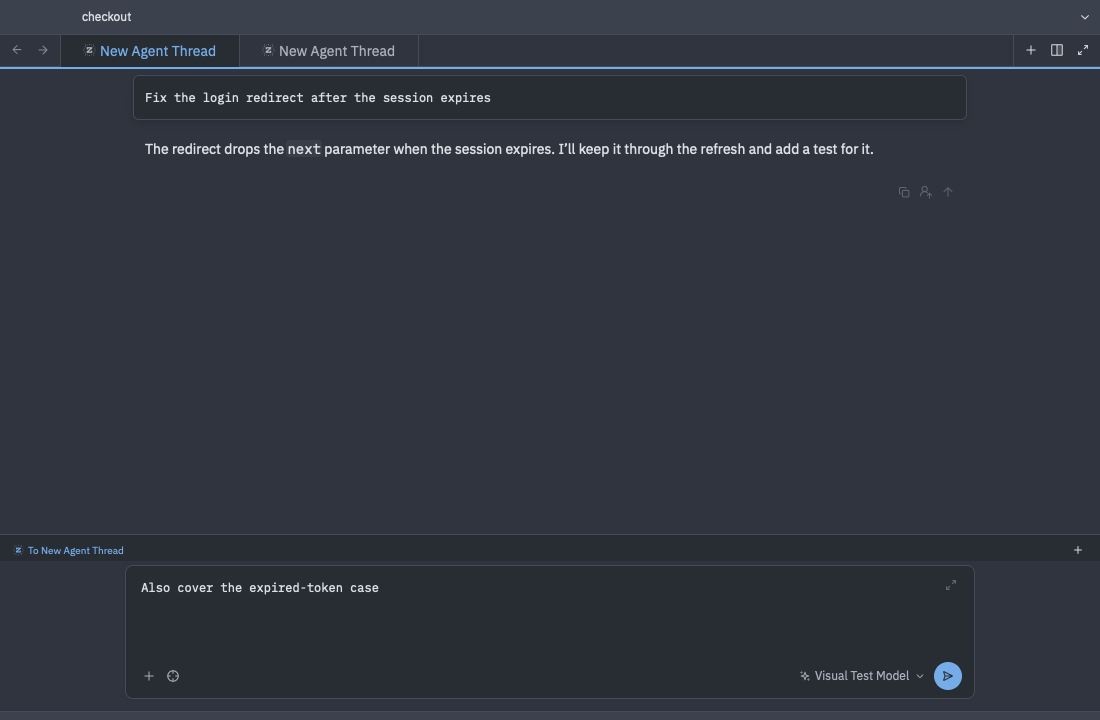 checkout
New Agent Thread
New Agent Thread
Fix the login redirect after the session expires
The redirect drops the next parameter when the session expires. I’ll keep it through the refresh and add a test for it.
To New Agent Thread
Also cover the expired-token case
Visual Test Model